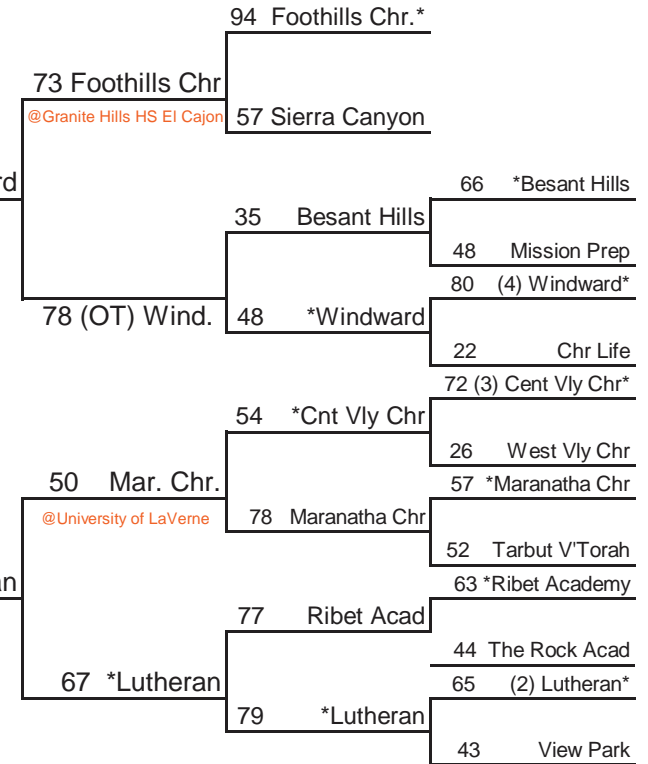 94 Foothills Chr.*
73 Foothills Chr
@Granite Hills HS El Cajon
57 Sierra Canyon
rd
66 *Besant Hills
35 Besant Hills
48 Mission Prep
80 (4) Windward*
78 (OT) Wind.
48 *Windward
22 Chr Life
72 (3) Cent Vly Chr*
54 *Cnt Vly Chr
26 West Vly Chr
50 Mar. Chr.
57 *Maranatha Chr
@University of LaVerne
78 Maranatha Chr
52 Tarbut V'Torah
an
63 *Ribet Academy
77 Ribet Acad
44 The Rock Acad
67 *Lutheran
65 (2) Lutheran*
79 *Lutheran
43 View Park